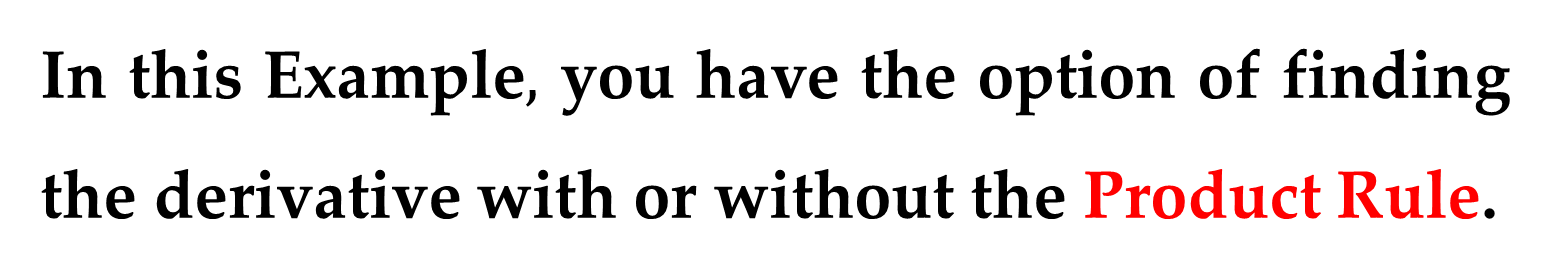 In this Example, you have the option of finding
the derivative with or without the Product Rule.